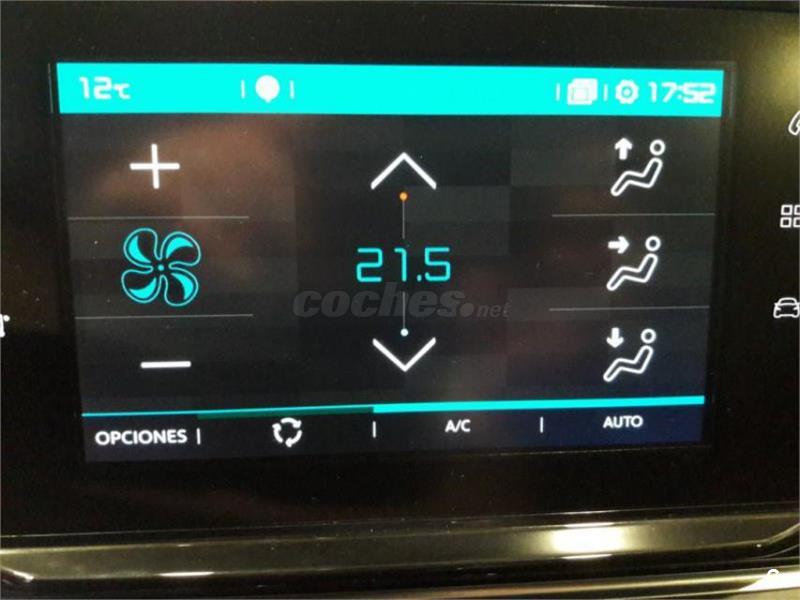 12°C 17:52
21.5
coches.net
OPCIONES A/C AUTO